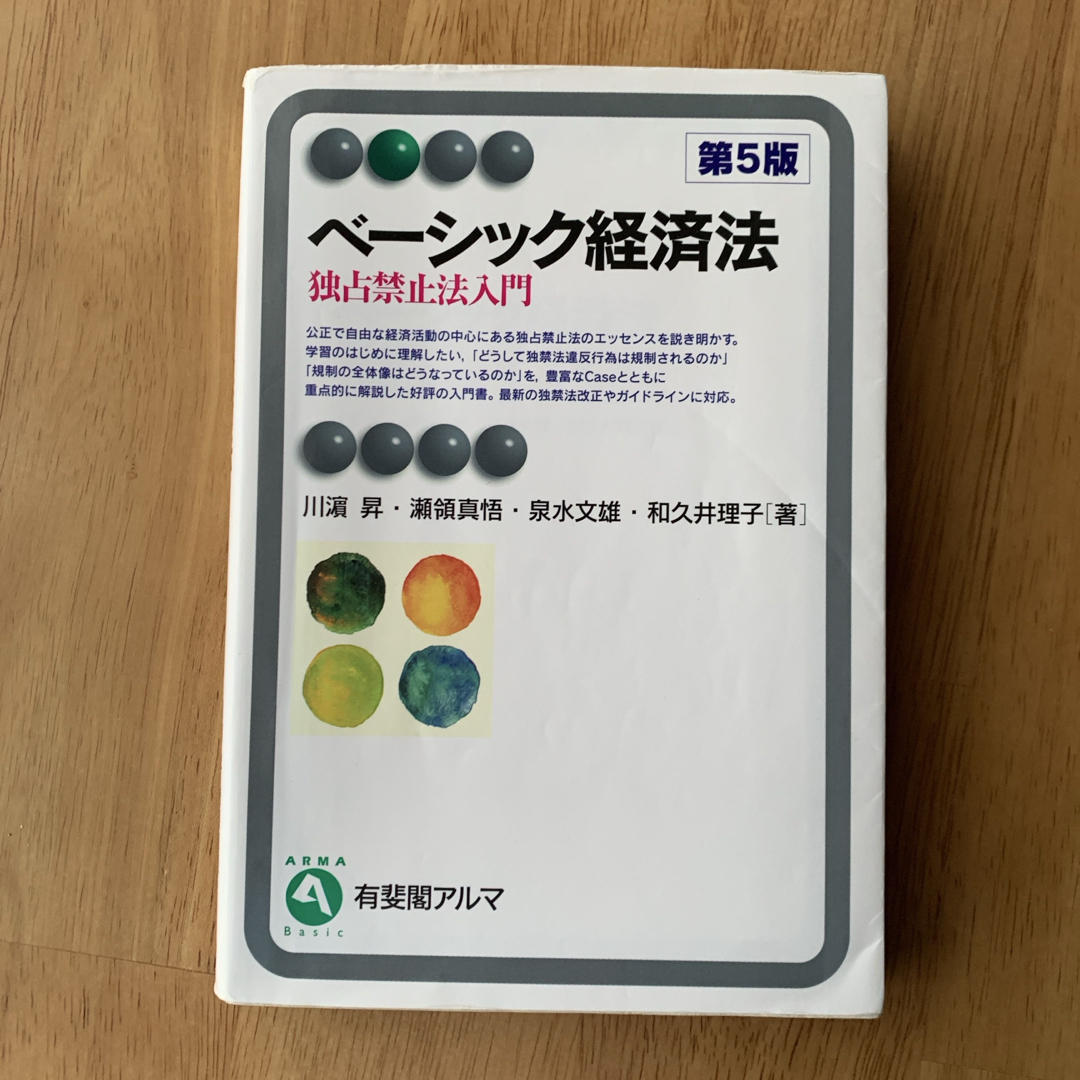 第5版
ベーシック経済法
独占禁止法入門
公正で自由な経済活動の中心にある独占禁止法のエッセンスを説き明かす。
学習のはじめに理解したい，「どうして独禁法違反行為は規制されるのか」
「規制の全体像はどうなっているのか」を，豊富なCaseとともに
重点的に解説した好評の入門書。最新の独禁法改正やガイドラインに対応。
川濵 昇・瀬領真悟・泉水文雄・和久井理子［著］
ARMA
有斐閣アルマ
Basic